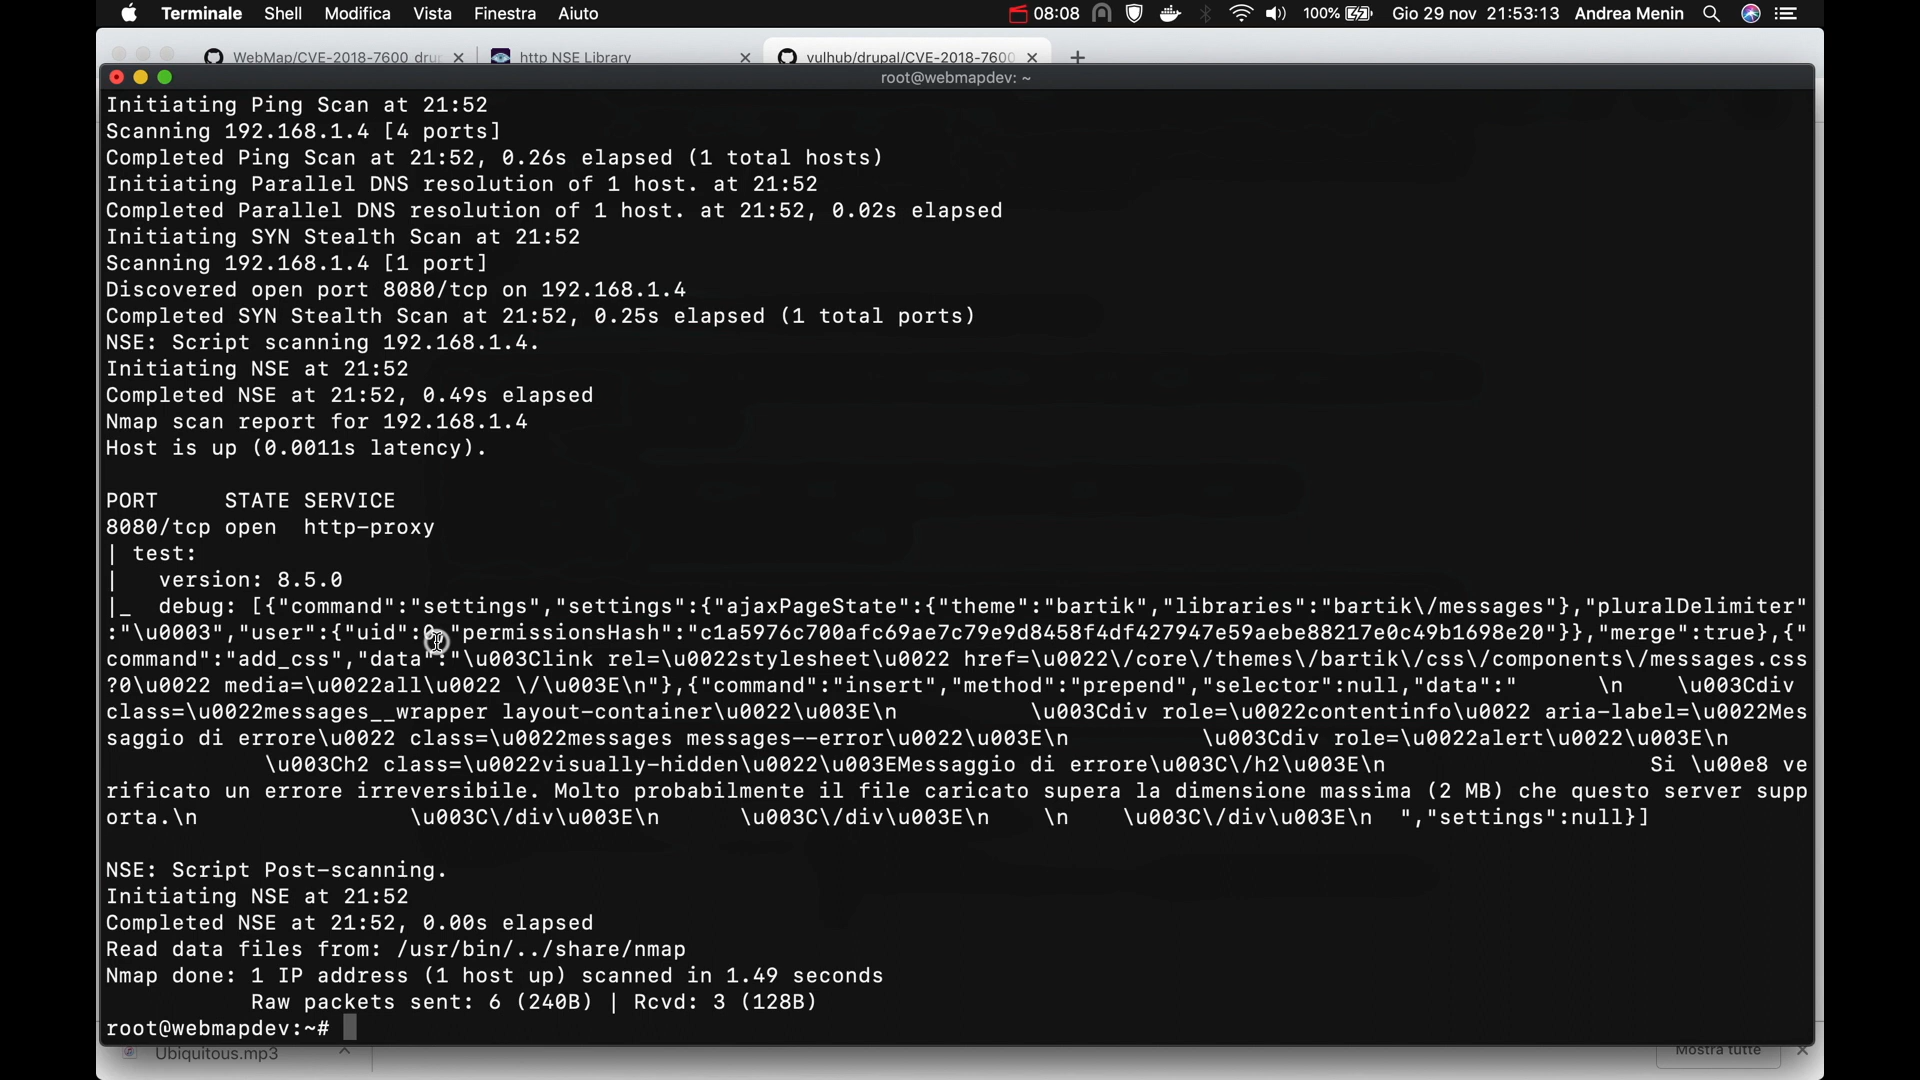 Terminale Shell Modifica Vista Finestra Aiuto 08:08 100% Gio 29 nov 21:53:13 Andrea Menin
WebMap/CVE-2018-7600_dru http NSE Library vulhub/drupal/CVE-2018-7600
root@webmapdev: ~
Initiating Ping Scan at 21:52
Scanning 192.168.1.4 [4 ports]
Completed Ping Scan at 21:52, 0.26s elapsed (1 total hosts)
Initiating Parallel DNS resolution of 1 host. at 21:52
Completed Parallel DNS resolution of 1 host. at 21:52, 0.02s elapsed
Initiating SYN Stealth Scan at 21:52
Scanning 192.168.1.4 [1 port]
Discovered open port 8080/tcp on 192.168.1.4
Completed SYN Stealth Scan at 21:52, 0.25s elapsed (1 total ports)
NSE: Script scanning 192.168.1.4.
Initiating NSE at 21:52
Completed NSE at 21:52, 0.49s elapsed
Nmap scan report for 192.168.1.4
Host is up (0.0011s latency).
PORT     STATE SERVICE
8080/tcp open  http-proxy
| test:
|   version: 8.5.0
|_  debug: [{"command":"settings","settings":{"ajaxPageState":{"theme":"bartik","libraries":"bartik\/messages"},"pluralDelimiter"
:"\u0003","user":{"uid":0,"permissionsHash":"c1a5976c700afc69ae7c79e9d8458f4df427947e59aebe88217e0c49b1698e20"}},"merge":true},{"
command":"add_css","data":"\u003Clink rel=\u0022stylesheet\u0022 href=\u0022\/core\/themes\/bartik\/css\/components\/messages.css
?0\u0022 media=\u0022all\u0022 \/\u003E\n"},{"command":"insert","method":"prepend","selector":null,"data":"      \n    \u003Cdiv
class=\u0022messages__wrapper layout-container\u0022\u003E\n          \u003Cdiv role=\u0022contentinfo\u0022 aria-label=\u0022Mes
saggio di errore\u0022 class=\u0022messages messages--error\u0022\u003E\n          \u003Cdiv role=\u0022alert\u0022\u003E\n
            \u003Ch2 class=\u0022visually-hidden\u0022\u003EMessaggio di errore\u003C\/h2\u003E\n                    Si \u00e8 ve
rificato un errore irreversibile. Molto probabilmente il file caricato supera la dimensione massima (2 MB) che questo server supp
orta.\n                \u003C\/div\u003E\n      \u003C\/div\u003E\n    \n    \u003C\/div\u003E\n  ","settings":null}]
NSE: Script Post-scanning.
Initiating NSE at 21:52
Completed NSE at 21:52, 0.00s elapsed
Read data files from: /usr/bin/../share/nmap
Nmap done: 1 IP address (1 host up) scanned in 1.49 seconds
           Raw packets sent: 6 (240B) | Rcvd: 3 (128B)
root@webmapdev:~#
Ubiquitous.mp3 Mostra tutte